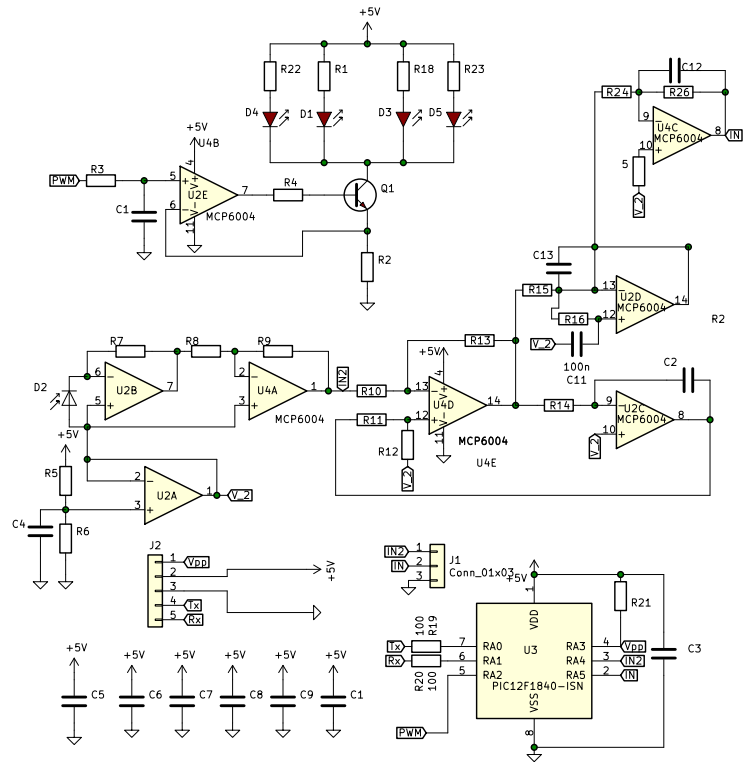 +5V
R22
R1
R18
R23
D4
D1
D3
D5
C12
R24
R26
9
U4C
MCP6004
8
IN
10
5
V_2
+5V
U4B
R3
PWM
4
5
V+
U2E
7
R4
Q1
6
V-
MCP6004
11
C1
R2
C13
R15
13
U2D
MCP6004
14
R16
12
V_2
100n
C11
R2
R7
R8
R9
R13
+5V
C2
D2
6
U2B
7
5
2
U4A
1
3
MCP6004
IN2
R10
13
4
V+
U4D
14
R11
12
V-
11
R12
V_2
MCP6004
U4E
R14
9
U2C
MCP6004
8
10
V_2
+5V
R5
2
U2A
1
V_2
3
C4
R6
J2
1
Vpp
2
+5V
3
4
Tx
5
Rx
IN2
1
J1
IN
2
3
Conn_01x03
+5V
1
R21
VDD
100
R19
Tx
7
RA0
U3
RA3
4
Vpp
Rx
6
RA1
RA4
3
IN2
5
RA2
RA5
2
IN
R20
100
PIC12F1840-ISN
VSS
8
C3
PWM
+5V
+5V
+5V
+5V
+5V
+5V
C5
C6
C7
C8
C9
C1